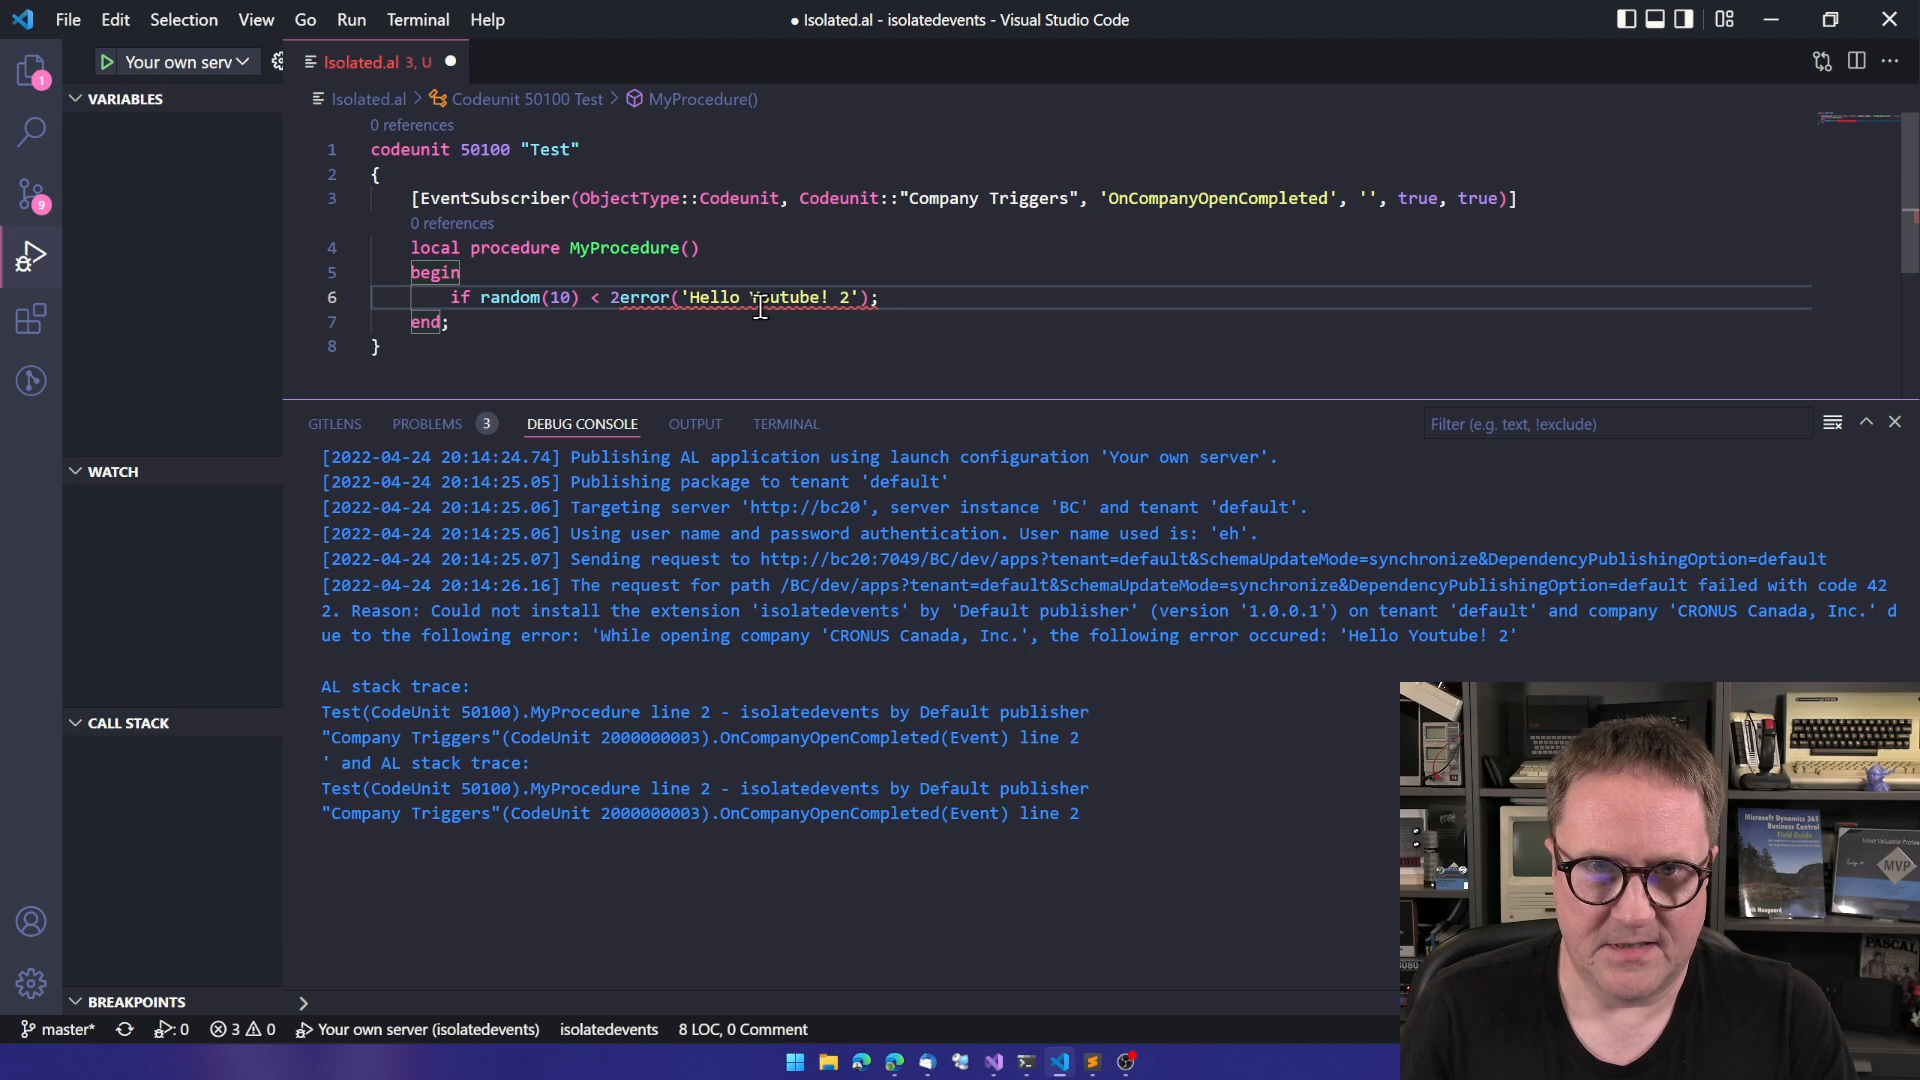 File Edit Selection View Go Run Terminal Help
● Isolated.al - isolatedevents - Visual Studio Code
1
Your own serv
Isolated.al 3, U
VARIABLES
Isolated.al > Codeunit 50100 Test > MyProcedure()
0 references
1 codeunit 50100 "Test"
2 {
3 [EventSubscriber(ObjectType::Codeunit, Codeunit::"Company Triggers", 'OnCompanyOpenCompleted', '', true, true)]
9
0 references
4 local procedure MyProcedure()
5 begin
6 if random(10) < 2error('Hello Youtube! 2');
7 end;
8 }
GITLENS PROBLEMS 3 DEBUG CONSOLE OUTPUT TERMINAL
Filter (e.g. text, !exclude)
[2022-04-24 20:14:24.74] Publishing AL application using launch configuration 'Your own server'.
WATCH
[2022-04-24 20:14:25.05] Publishing package to tenant 'default'
[2022-04-24 20:14:25.06] Targeting server 'http://bc20', server instance 'BC' and tenant 'default'.
[2022-04-24 20:14:25.06] Using user name and password authentication. User name used is: 'eh'.
[2022-04-24 20:14:25.07] Sending request to http://bc20:7049/BC/dev/apps?tenant=default&SchemaUpdateMode=synchronize&DependencyPublishingOption=default
[2022-04-24 20:14:26.16] The request for path /BC/dev/apps?tenant=default&SchemaUpdateMode=synchronize&DependencyPublishingOption=default failed with code 42
2. Reason: Could not install the extension 'isolatedevents' by 'Default publisher' (version '1.0.0.1') on tenant 'default' and company 'CRONUS Canada, Inc.' d
ue to the following error: 'While opening company 'CRONUS Canada, Inc.', the following error occured: 'Hello Youtube! 2'
AL stack trace:
Test(CodeUnit 50100).MyProcedure line 2 - isolatedevents by Default publisher
CALL STACK
"Company Triggers"(CodeUnit 2000000003).OnCompanyOpenCompleted(Event) line 2
' and AL stack trace:
Test(CodeUnit 50100).MyProcedure line 2 - isolatedevents by Default publisher
"Company Triggers"(CodeUnit 2000000003).OnCompanyOpenCompleted(Event) line 2
Microsoft Dynamics 365
Business Central
Field Guide
MVP
PASCAL
BREAKPOINTS
>
master* 0 3 0 Your own server (isolatedevents) isolatedevents 8 LOC, 0 Comment